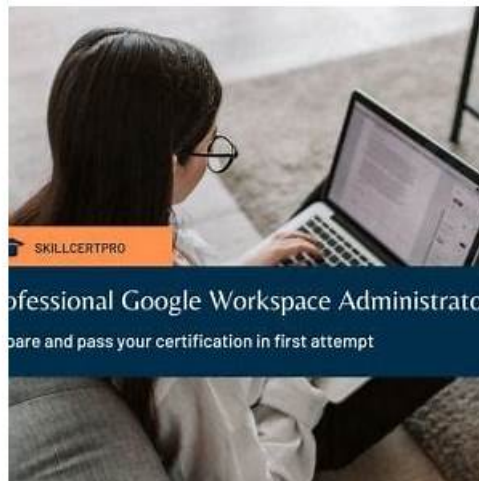 SKILLCERTPRO
ofessional Google Workspace Administrato
pare and pass your certification in first attempt